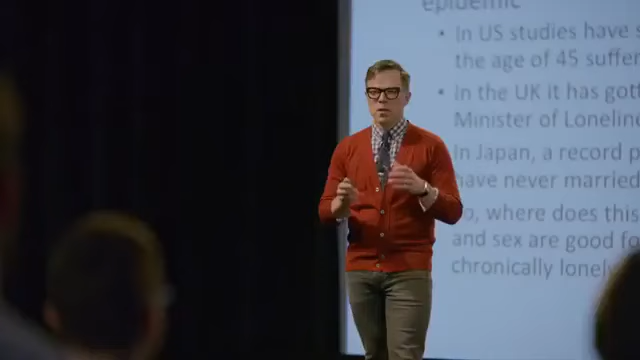 epidemic
• In US studies have s
the age of 45 suffer
• In the UK it has gott
Minister of Loneline
In Japan, a record p
have never married
o, where does this
and sex are good fo
chronically lonely